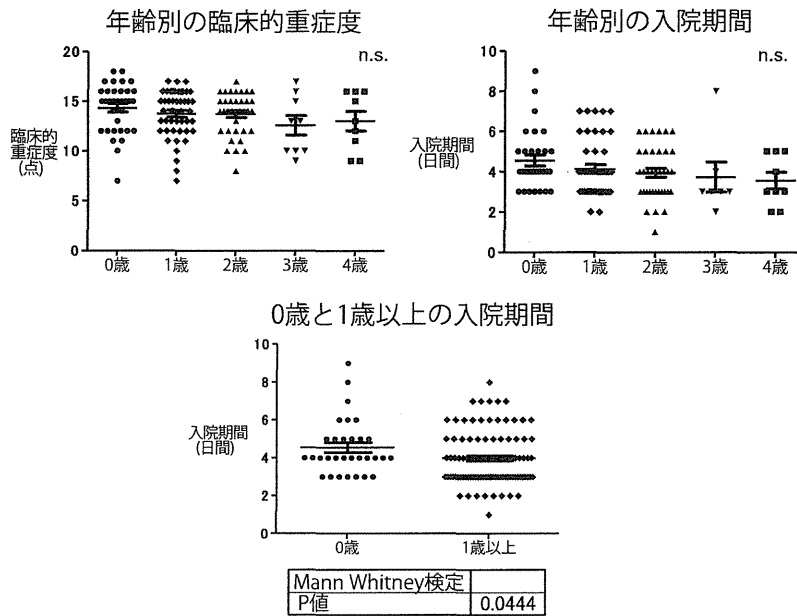 年齢別の臨床的重症度
n.s.
20
15
10
5
0
臨床的
重症度
(点)
0歳 1歳 2歳 3歳 4歳
年齢別の入院期間
n.s.
10
8
6
4
2
0
入院期間
(日間)
0歳 1歳 2歳 3歳 4歳
0歳と1歳以上の入院期間
10
8
6
4
2
0
入院期間
(日間)
0歳 1歳以上
Mann Whitney検定
P値 0.0444